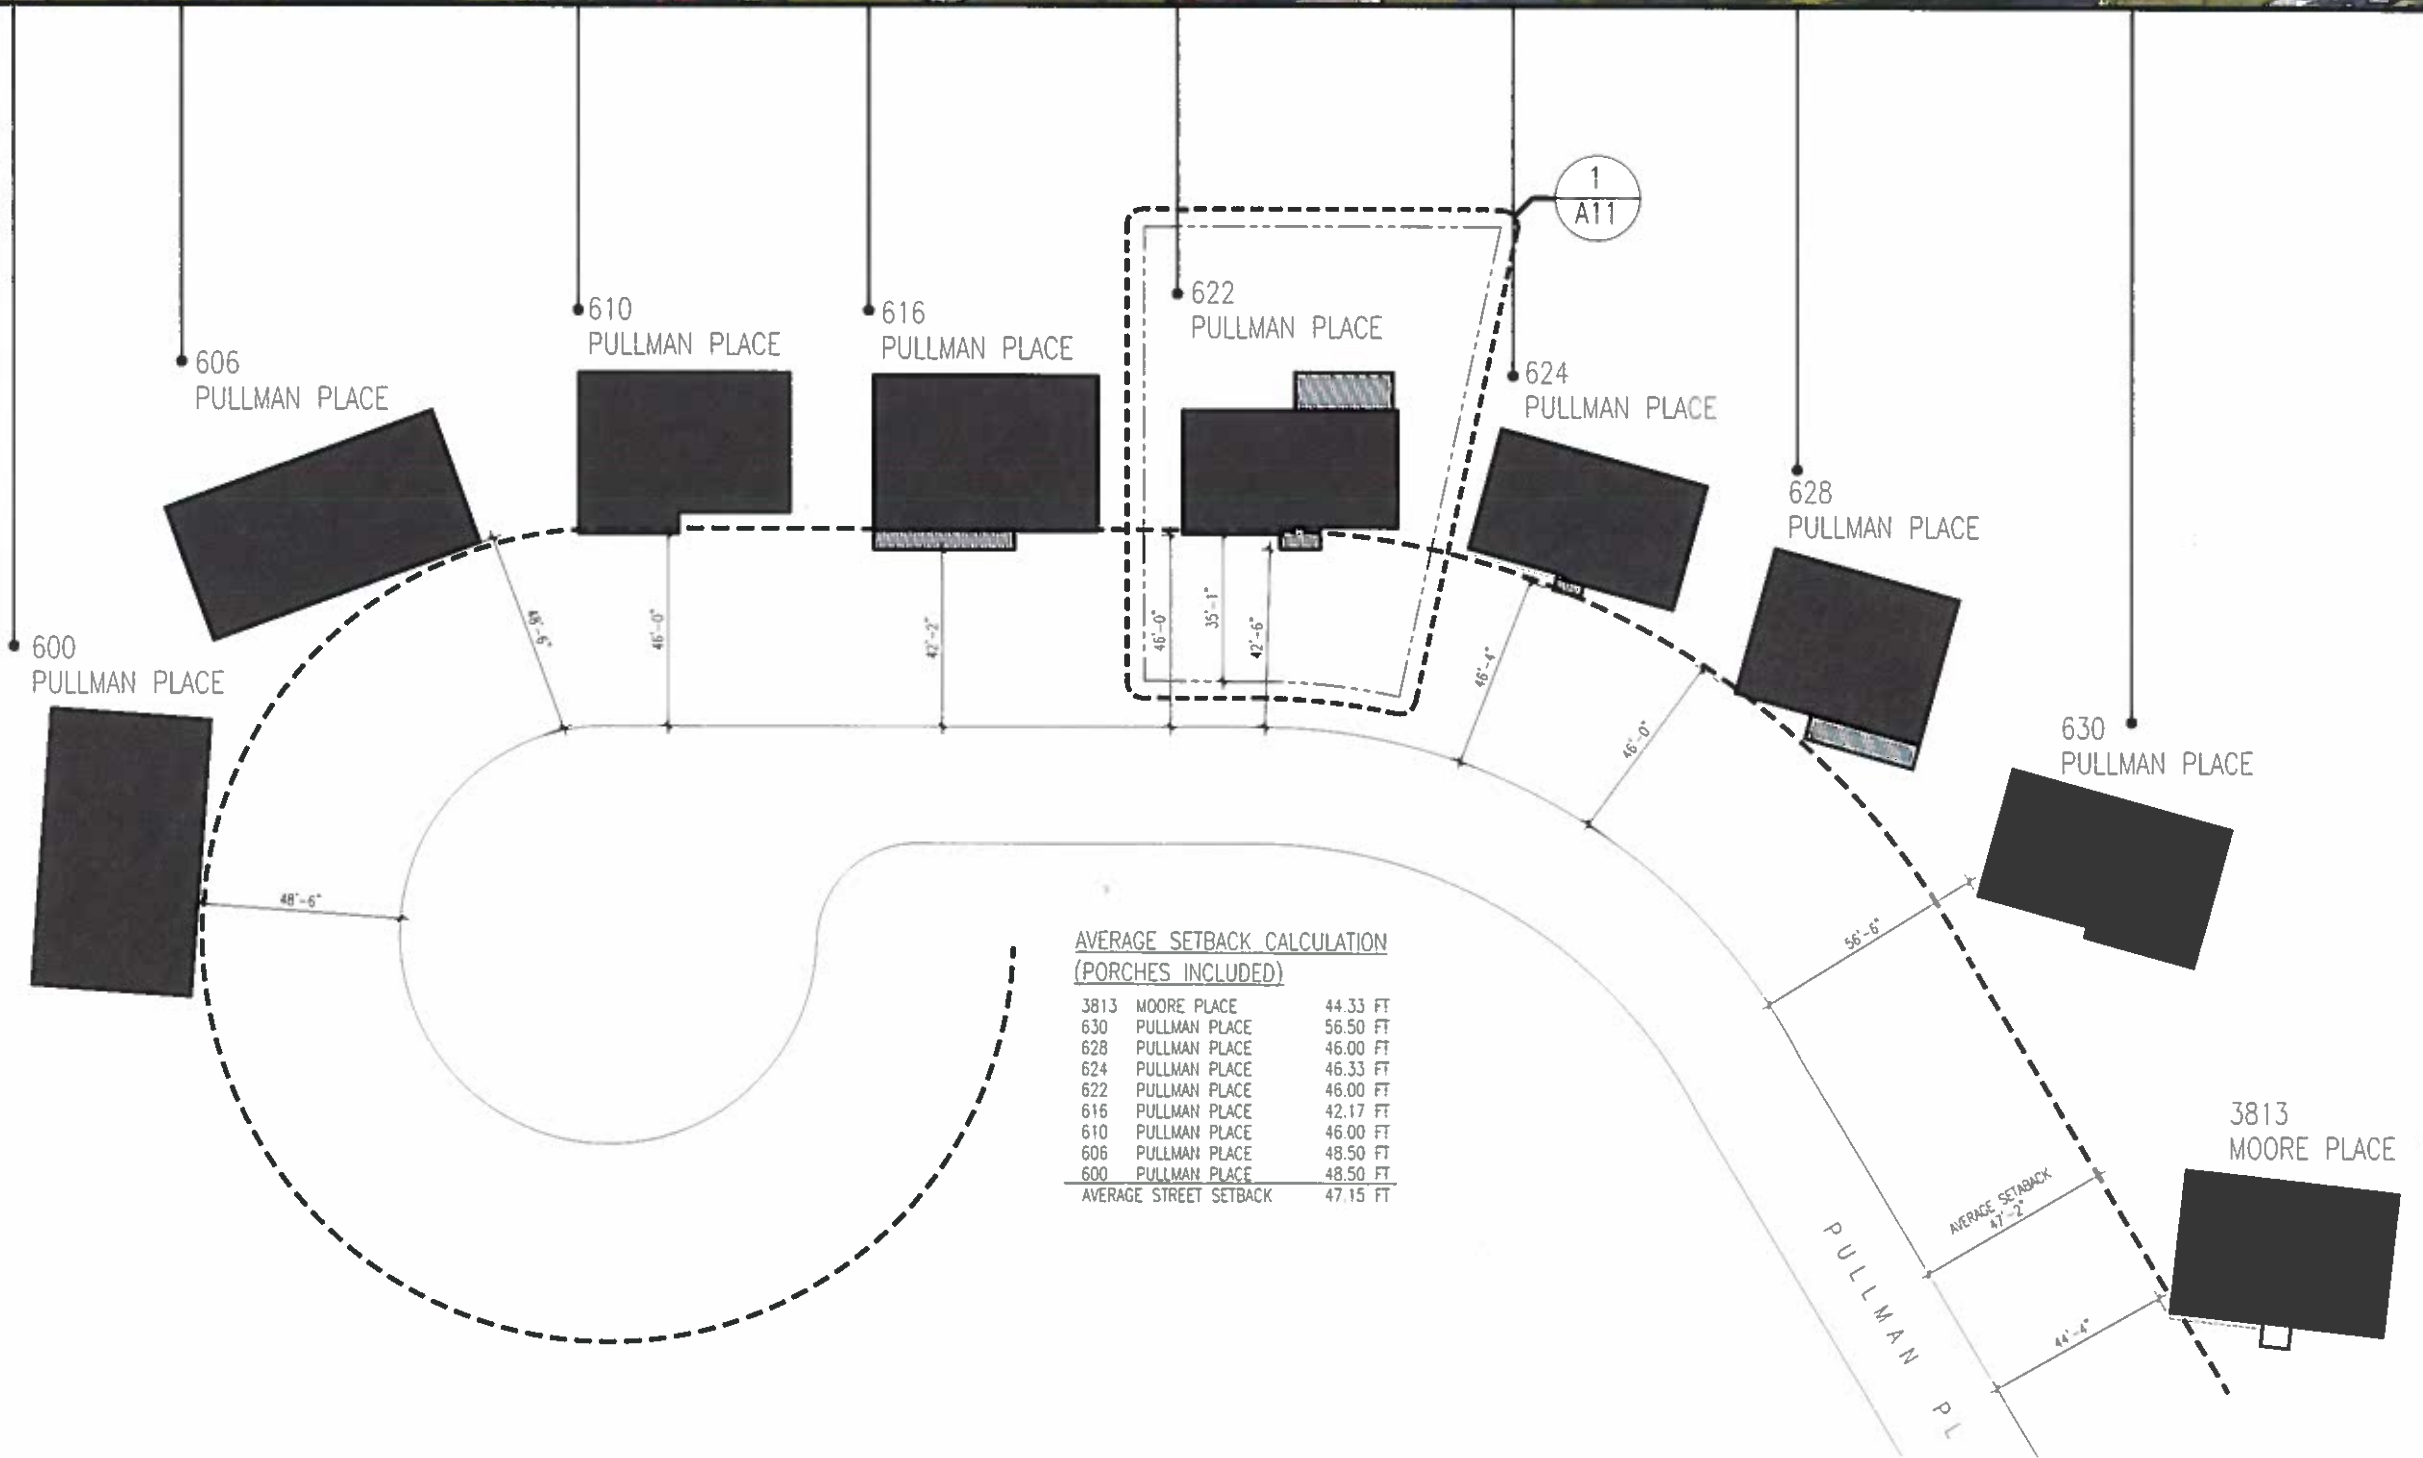 1
A11
622
PULLMAN PLACE
610
PULLMAN PLACE
616
PULLMAN PLACE
606
PULLMAN PLACE
624
PULLMAN PLACE
628
PULLMAN PLACE
600
PULLMAN PLACE
630
PULLMAN PLACE
48'-6"
46'-0"
42'-2"
46'-0"
35'-1"
42'-6"
46'-4"
46'-0"
48'-6"
56'-6"
AVERAGE SETBACK CALCULATION
(PORCHES INCLUDED)
3813 MOORE PLACE 44.33 FT
630 PULLMAN PLACE 56.50 FT
628 PULLMAN PLACE 46.00 FT
624 PULLMAN PLACE 46.33 FT
622 PULLMAN PLACE 46.00 FT
616 PULLMAN PLACE 42.17 FT
610 PULLMAN PLACE 46.00 FT
606 PULLMAN PLACE 48.50 FT
600 PULLMAN PLACE 48.50 FT
AVERAGE STREET SETBACK 47.15 FT
3813
MOORE PLACE
AVERAGE SETABACK
47'-2"
44'-4"
PULLMAN PL